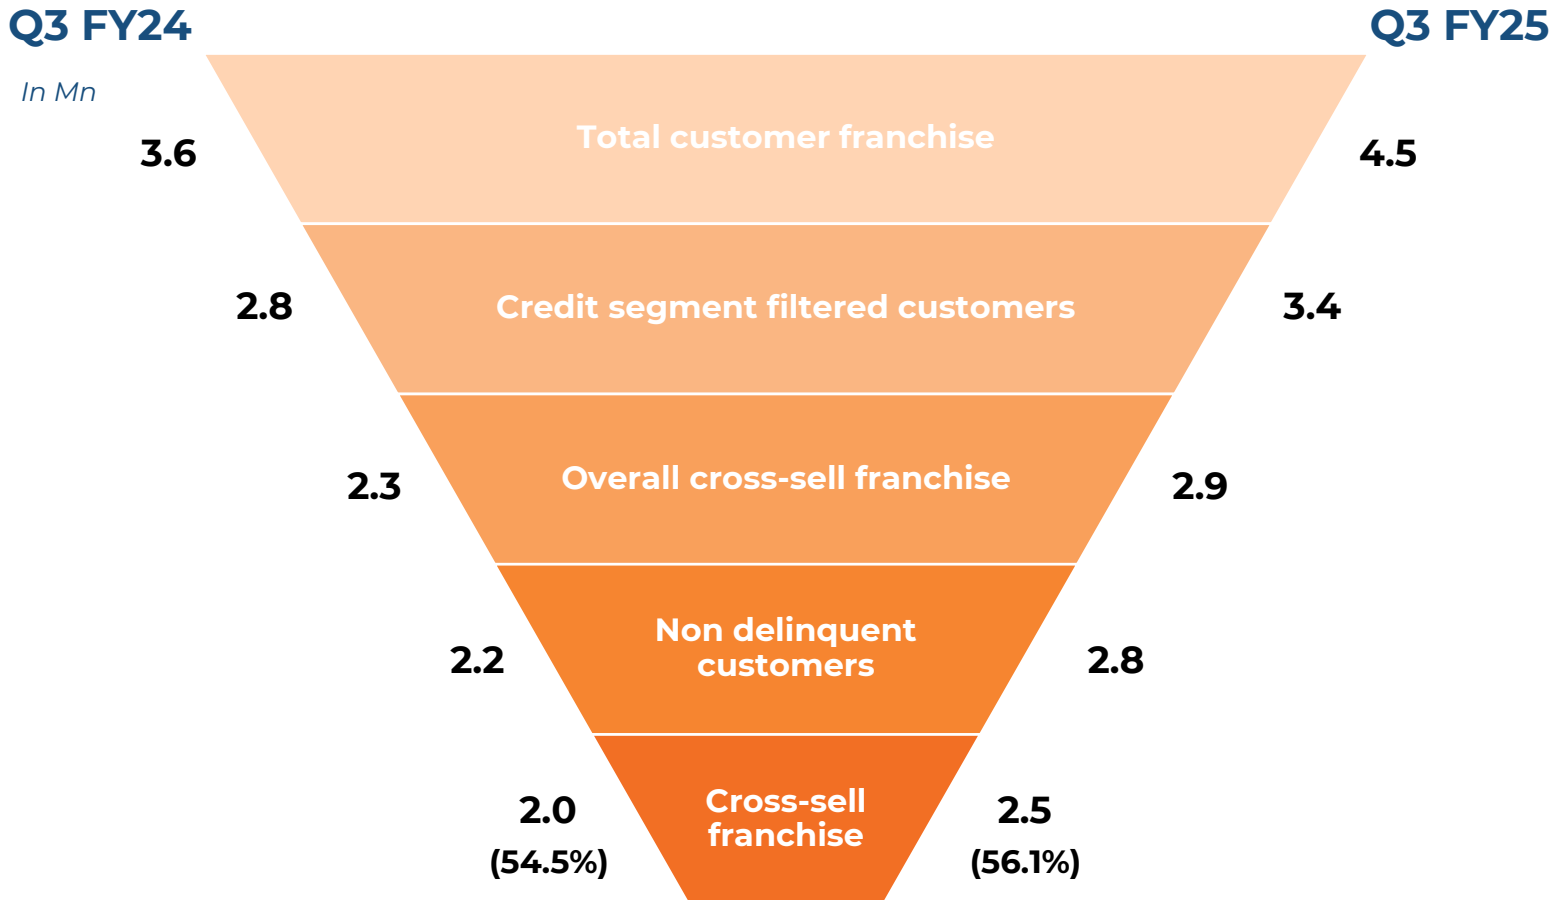 Q3 FY24
Q3 FY25
In Mn
3.6
Total customer franchise
4.5
2.8
Credit segment filtered customers
3.4
2.3
Overall cross-sell franchise
2.9
2.2
Non delinquent
customers
2.8
2.0
(54.5%)
Cross-sell
franchise
2.5
(56.1%)